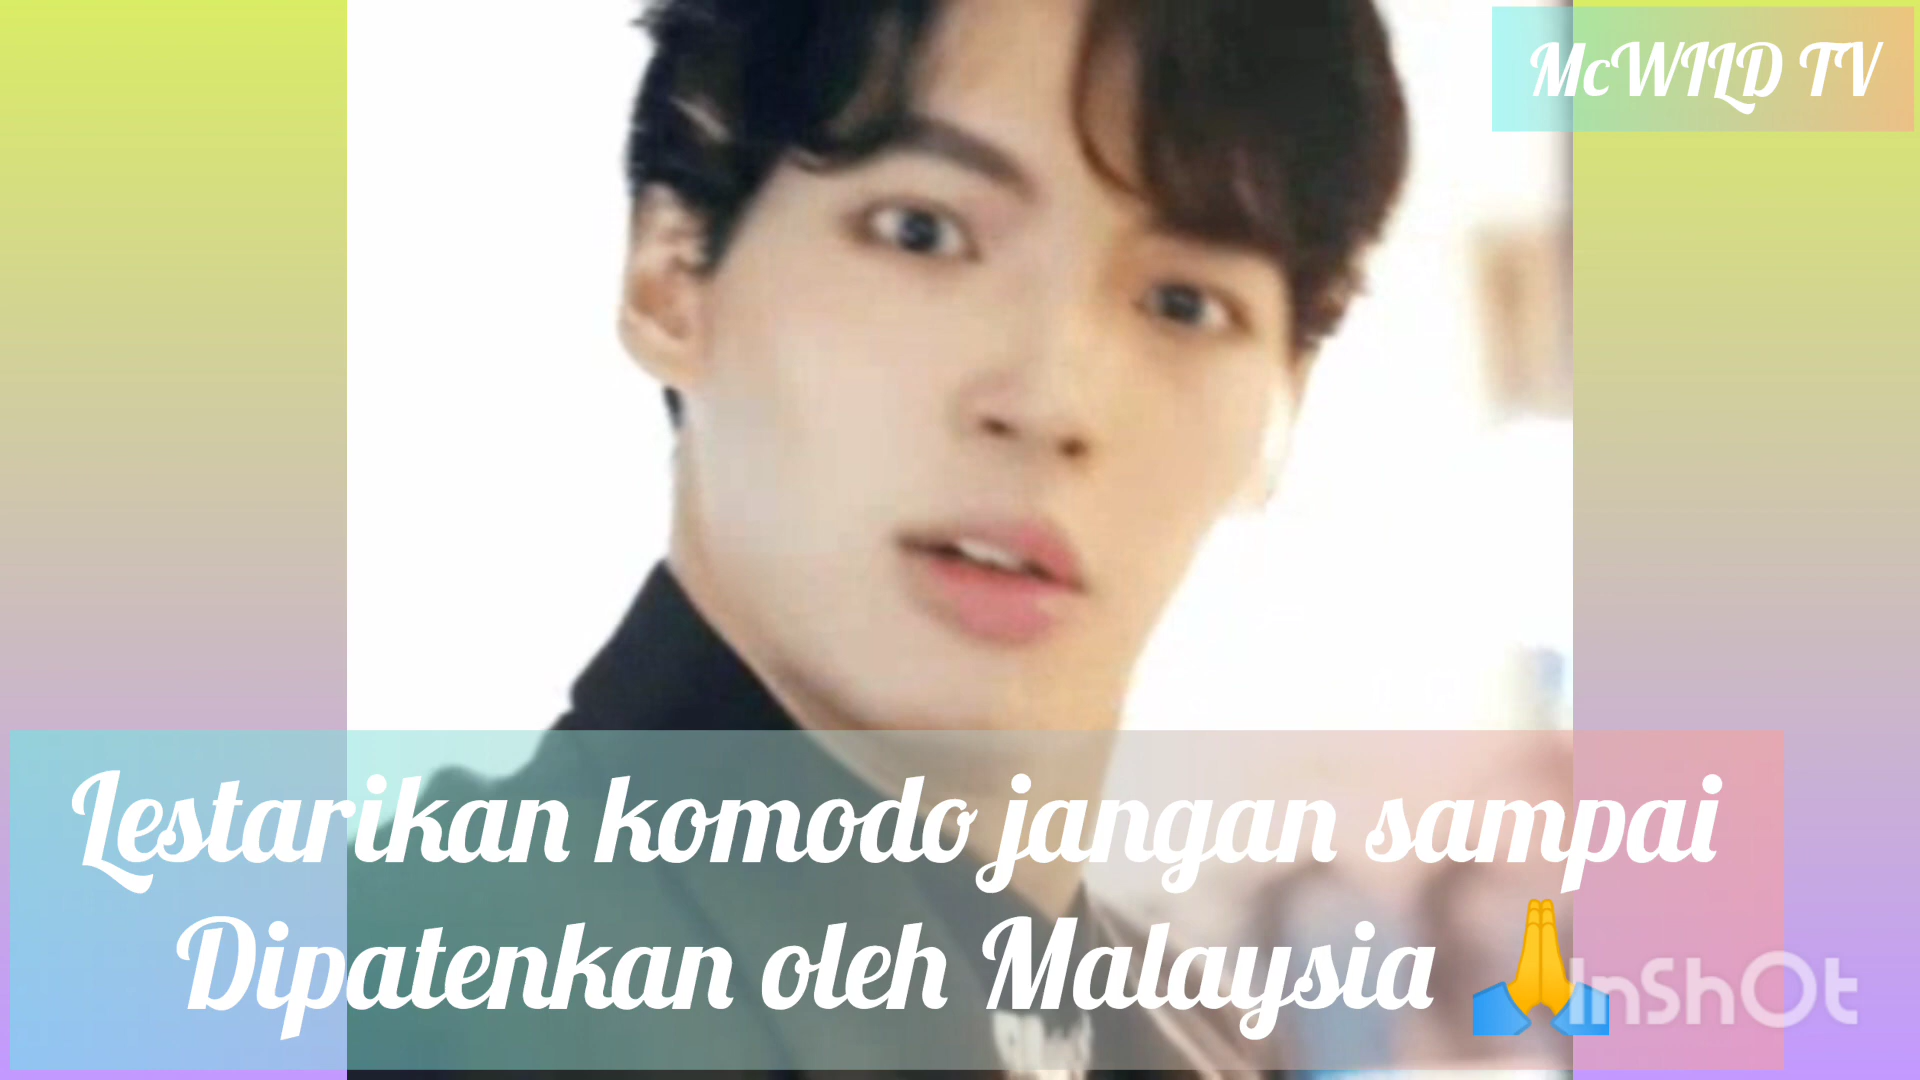 McWILD TV
Lestarikan komodo jangan sampai
Dipatenkan oleh Malaysia 🙏
InShOt